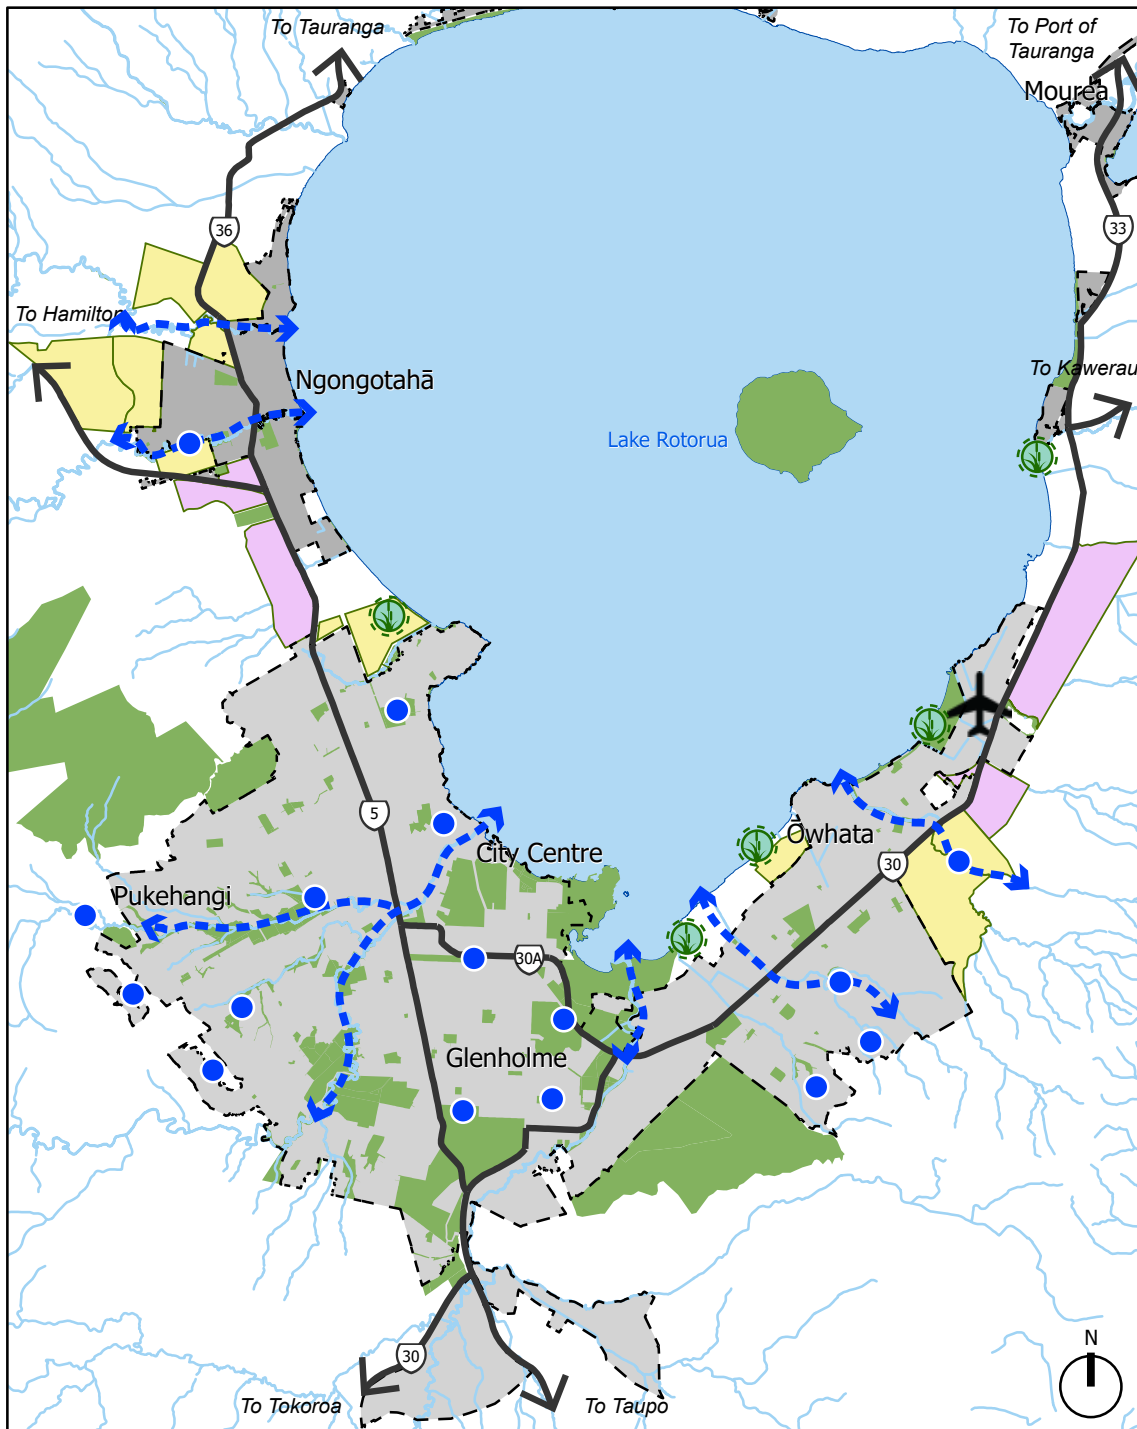 To Tauranga
To Port of
Tauranga
Mourea
36
33
To Hamilton
To Kawerau
Ngongotahā
Lake Rotorua
5
Ōwhata
City Centre
30
Pukehangi
30A
Glenholme
N
30
To Tokoroa
To Taupo